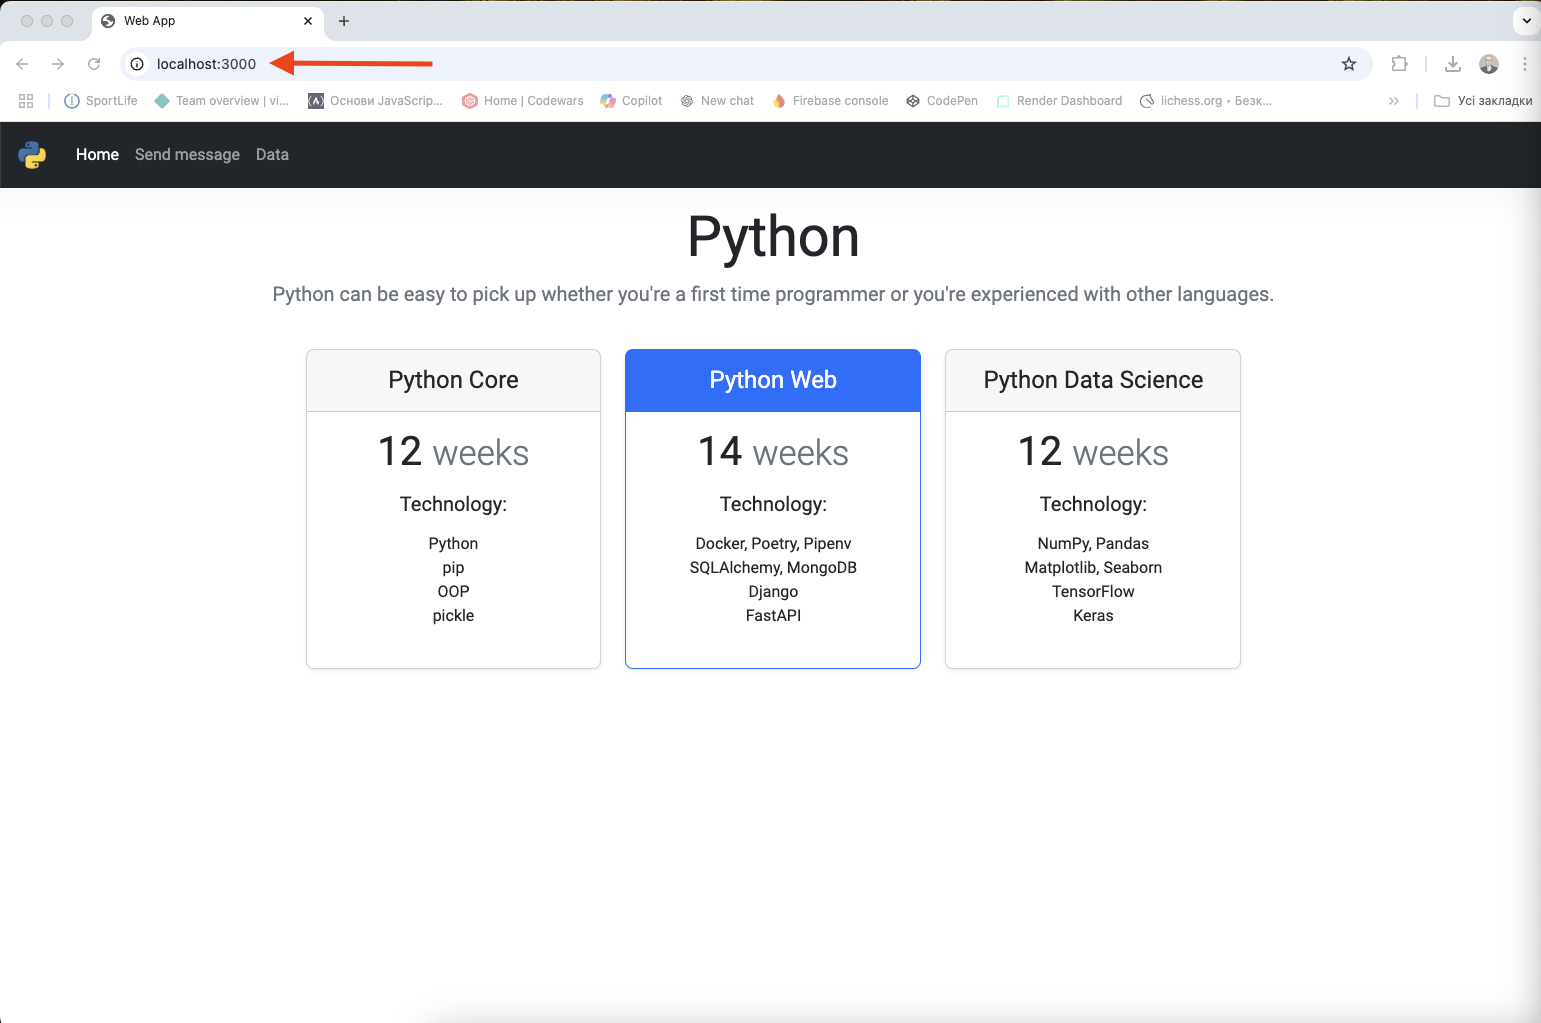 Web App
localhost:3000
SportLife
Team overview | vi...
Основи JavaScrip...
Home | Codewars
Copilot
New chat
Firebase console
CodePen
Render Dashboard
lichess.org • Безк...
Усі закладки
Home
Send message
Data
Python
Python can be easy to pick up whether you're a first time programmer or you're experienced with other languages.
Python Core
12 weeks
Technology:
Python
pip
OOP
pickle
Python Web
14 weeks
Technology:
Docker, Poetry, Pipenv
SQLAlchemy, MongoDB
Django
FastAPI
Python Data Science
12 weeks
Technology:
NumPy, Pandas
Matplotlib, Seaborn
TensorFlow
Keras